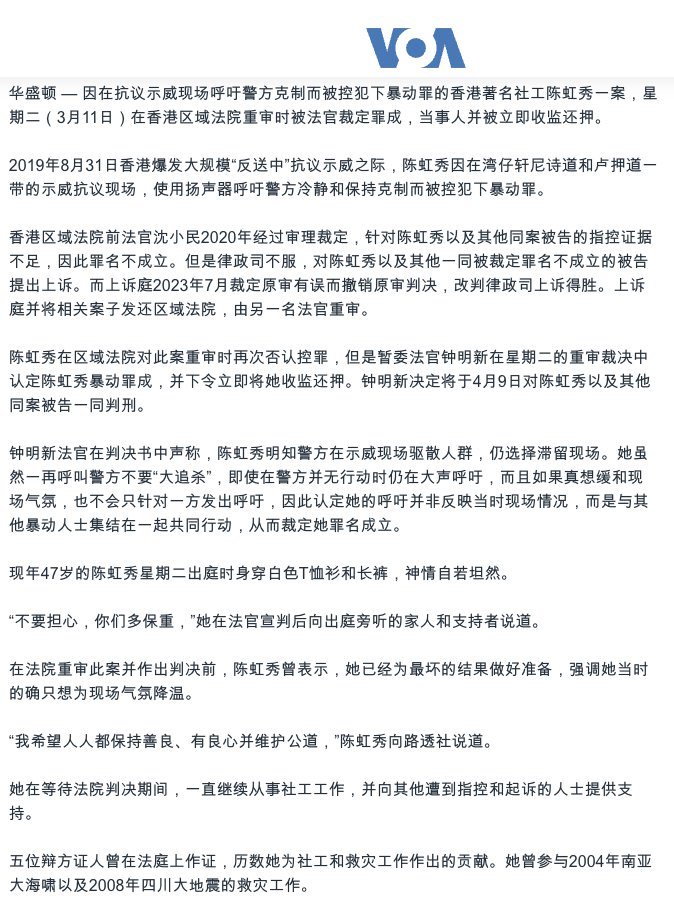 VOA
华盛顿 — 因在抗议示威现场呼吁警方克制而被控犯下暴动罪的香港著名社工陈虹秀一案，星
期二（3月11日）在香港区域法院重审时被法官裁定罪成，当事人并被立即收监还押。
2019年8月31日香港爆发大规模“反送中”抗议示威之际，陈虹秀因在湾仔轩尼诗道和卢押道一
带的示威抗议现场，使用扬声器呼吁警方冷静和保持克制而被控犯下暴动罪。
香港区域法院前法官沈小民2020年经过审理裁定，针对陈虹秀以及其他同案被告的指控证据
不足，因此罪名不成立。但是律政司不服，对陈虹秀以及其他一同被裁定罪名不成立的被告
提出上诉。而上诉庭2023年7月裁定原审有误而撤销原审判决，改判律政司上诉得胜。上诉
庭并将相关案子发还区域法院，由另一名法官重审。
陈虹秀在区域法院对此案重审时再次否认控罪，但是暂委法官钟明新在星期二的重审裁决中
认定陈虹秀暴动罪成，并下令立即将她收监还押。钟明新决定将于4月9日对陈虹秀以及其他
同案被告一同判刑。
钟明新法官在判决书中声称，陈虹秀明知警方在示威现场驱散人群，仍选择滞留现场。她虽
然一再呼叫警方不要“大追杀”，即使在警方并无行动时仍在大声呼吁，而且如果真想缓和现
场气氛，也不会只针对一方发出呼吁，因此认定她的呼吁并非反映当时现场情况，而是与其
他暴动人士集结在一起共同行动，从而裁定她罪名成立。
现年47岁的陈虹秀星期二出庭时身穿白色T恤衫和长裤，神情自若坦然。
“不要担心，你们多保重，”她在法官宣判后向出庭旁听的家人和支持者说道。
在法院重审此案并作出判决前，陈虹秀曾表示，她已经为最坏的结果做好准备，强调她当时
的确只想为现场气氛降温。
“我希望人人都保持善良、有良心并维护公道，”陈虹秀向路透社说道。
她在等待法院判决期间，一直继续从事社工工作，并向其他遭到指控和起诉的人士提供支
持。
五位辩方证人曾在法庭上作证，历数她为社工和救灾工作作出的贡献。她曾参与2004年南亚
大海啸以及2008年四川大地震的救灾工作。